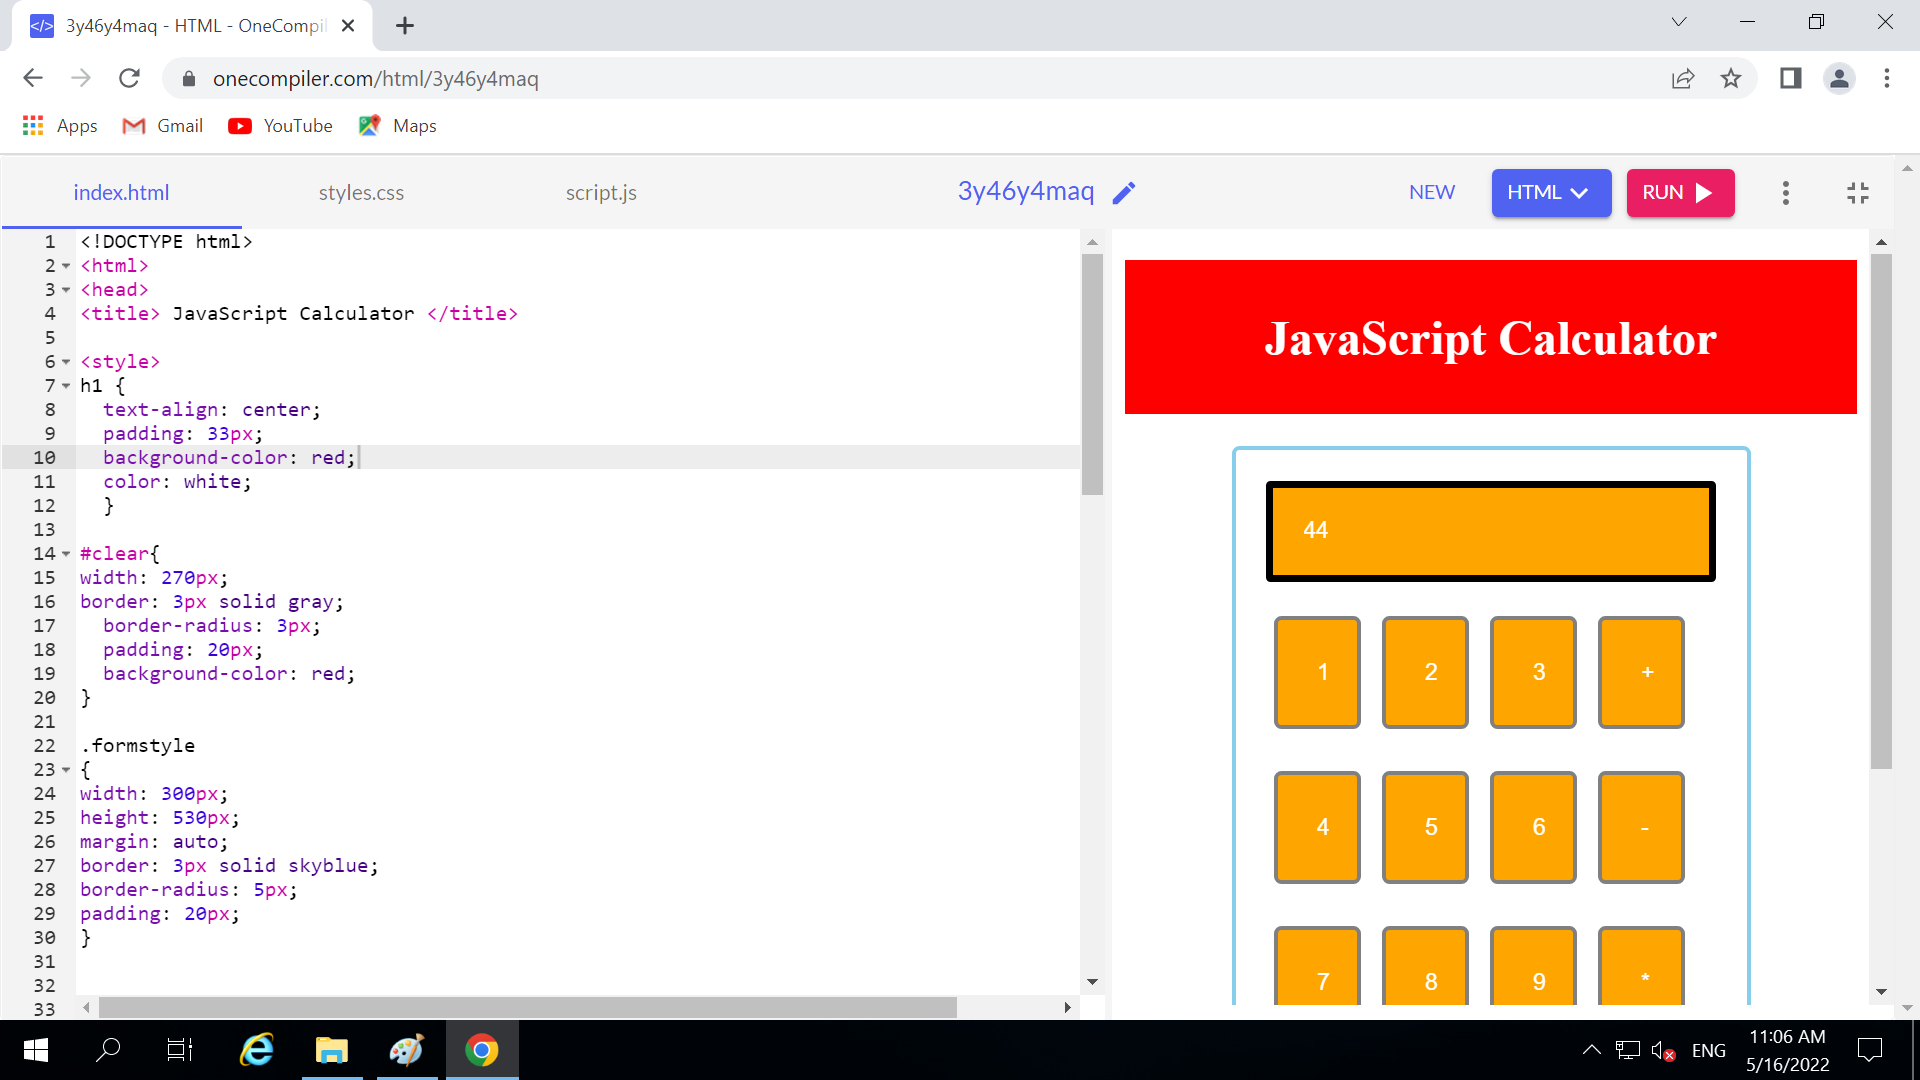 3y46y4maq - HTML - OneCompil
onecompiler.com/html/3y46y4maq
Apps Gmail YouTube Maps
index.html styles.css script.js 3y46y4maq NEW HTML RUN
1 <!DOCTYPE html>
2 <html>
3 <head>
4 <title> JavaScript Calculator </title>
5
6 <style>
7 h1 {
8 text-align: center;
9 padding: 33px;
10 background-color: red;
11 color: white;
12 }
13
14 #clear{
15 width: 270px;
16 border: 3px solid gray;
17 border-radius: 3px;
18 padding: 20px;
19 background-color: red;
20 }
21
22 .formstyle
23 {
24 width: 300px;
25 height: 530px;
26 margin: auto;
27 border: 3px solid skyblue;
28 border-radius: 5px;
29 padding: 20px;
30 }
31
32
33
JavaScript Calculator
44
1 2 3 +
4 5 6 -
7 8 9 *
ENG
11:06 AM
5/16/2022